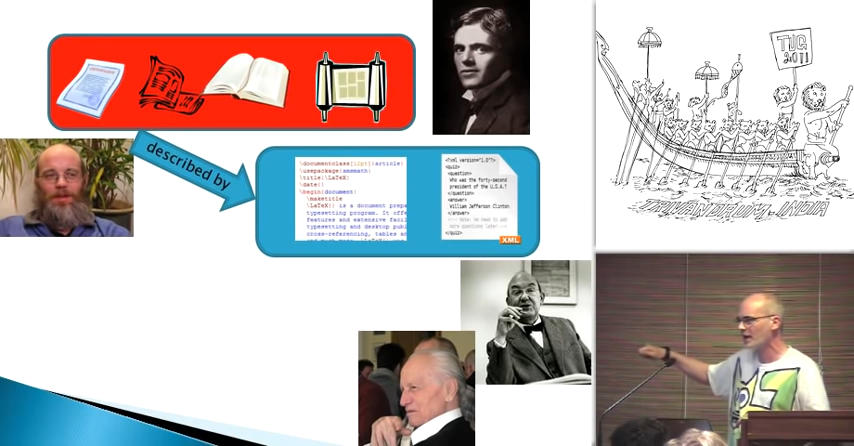 TUG
2011
described by
\documentclass[12pt]{article}
\usepackage{amsmath}
\title{\LaTeX}
\date{}
\begin{document}
\maketitle
\LaTeX{} is a document prepa
typesetting program. It offe
features and extensive facil
typesetting and desktop publ
cross-referencing, tables an
<?xml version="1.0"?>
<quiz>
<question>
Who was the forty-second
president of the U.S.A.?
</question>
<answer>
William Jefferson Clinton
</answer>
<!-- Note: We need to add
more questions later.-->
</quiz>
XML
TRIVANDRUM, INDIA